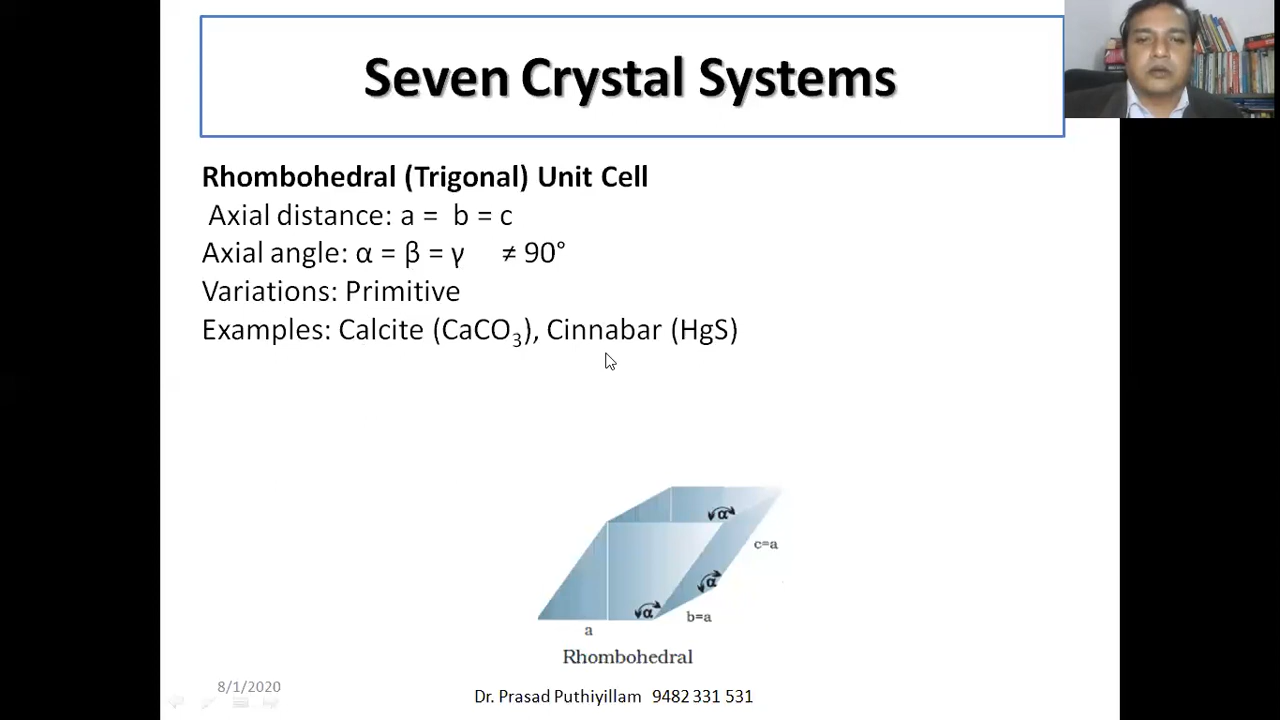 Seven Crystal Systems
Rhombohedral (Trigonal) Unit Cell
Axial distance: a = b = c
Axial angle: α = β = γ ≠ 90°
Variations: Primitive
Examples: Calcite (CaCO₃), Cinnabar (HgS)
α
c=a
α
α
b=a
a
Rhombohedral
8/1/2020
Dr. Prasad Puthiyillam 9482 331 531